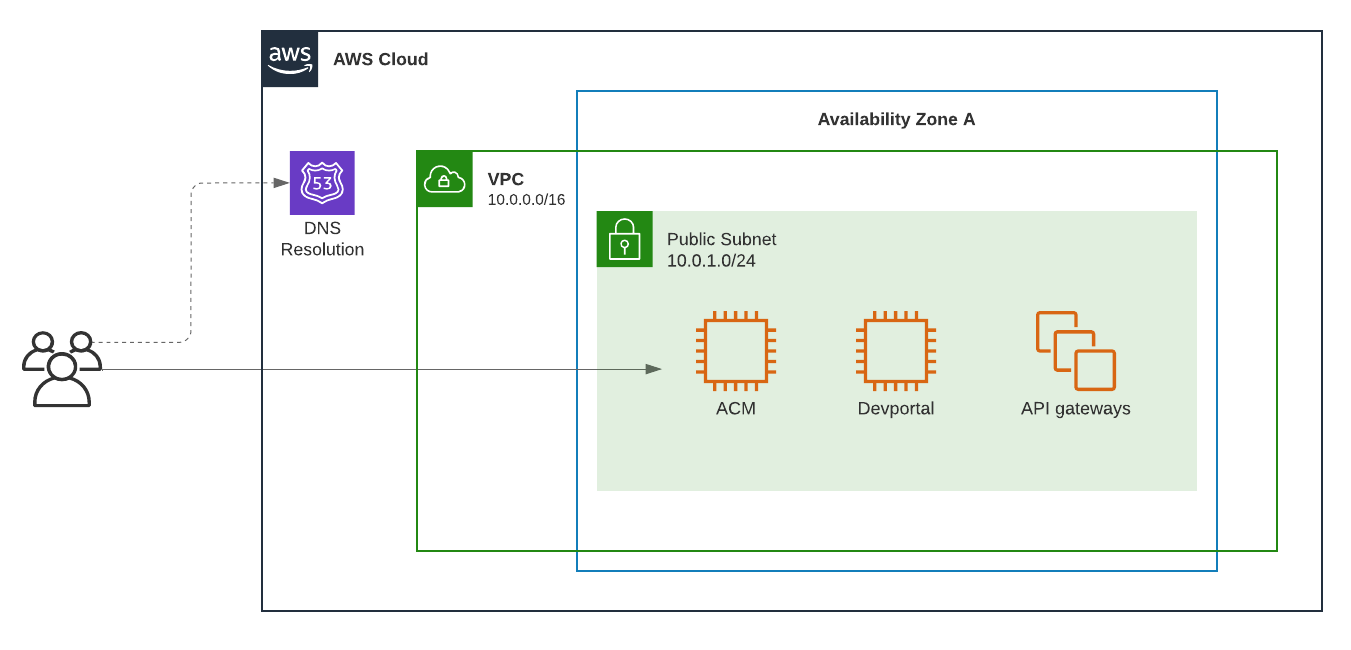 aws
AWS Cloud
Availability Zone A
53
DNS
Resolution
VPC
10.0.0.0/16
Public Subnet
10.0.1.0/24
ACM
Devportal
API gateways